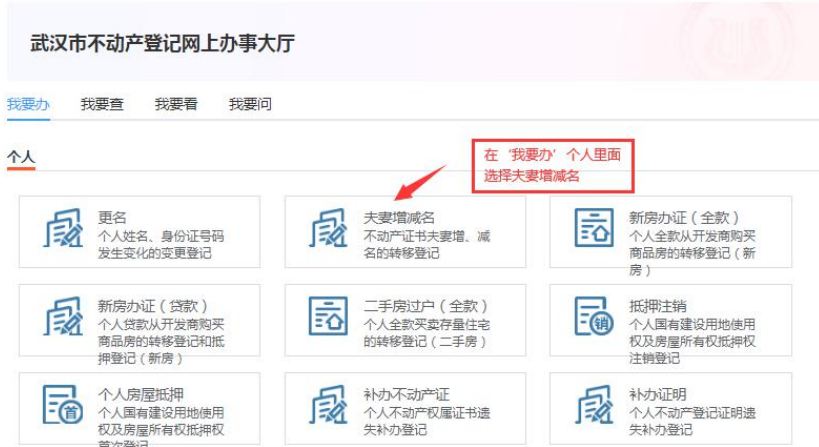 武汉市不动产登记网上办事大厅
我要办 我要查 我要看 我要问
个人
在‘我要办’个人里面
选择夫妻增减名
更名
个人姓名、身份证号码
发生变化的变更登记
夫妻增减名
不动产证书夫妻增、减
名的转移登记
新房办证（全款）
个人全款从开发商购买
商品房的转移登记（新
房）
新房办证（贷款）
个人贷款从开发商购买
商品房的转移登记和抵
押登记（新房）
二手房过户（全款）
个人全款买卖存量住宅
的转移登记（二手房）
抵押注销
个人国有建设用地使用
权及房屋所有权抵押权
注销登记
销
个人房屋抵押
个人国有建设用地使用
权及房屋所有权抵押权
首次登记
首
补办不动产证
个人不动产权属证书遗
失补办登记
补办证明
个人不动产登记证明遗
失补办登记